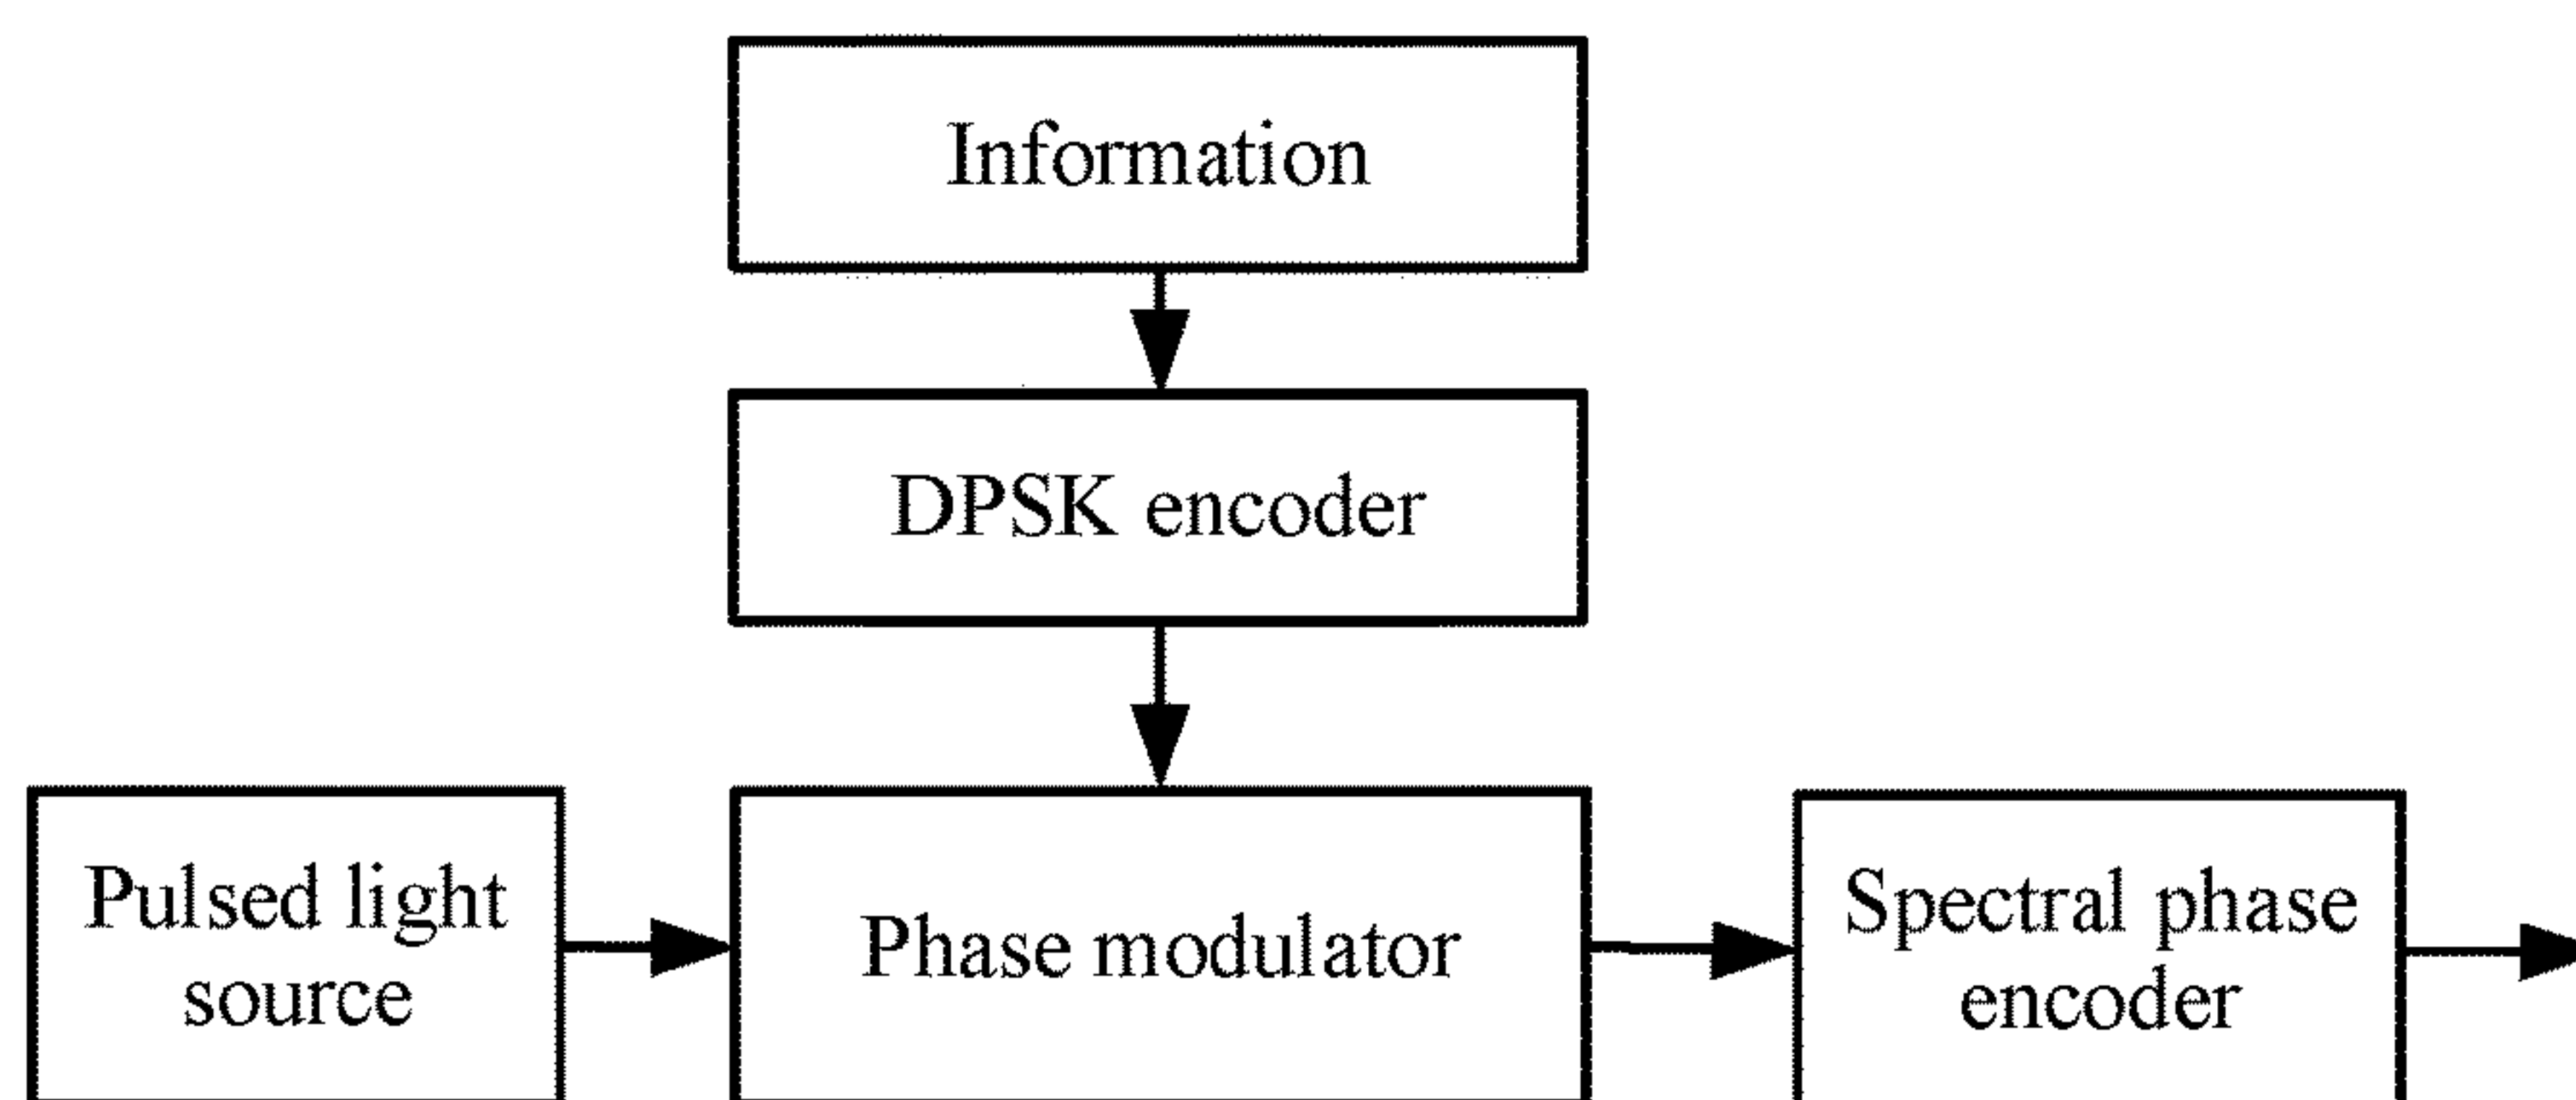 Information
DPSK encoder
Pulsed light
source
Phase modulator
Spectral phase
encoder